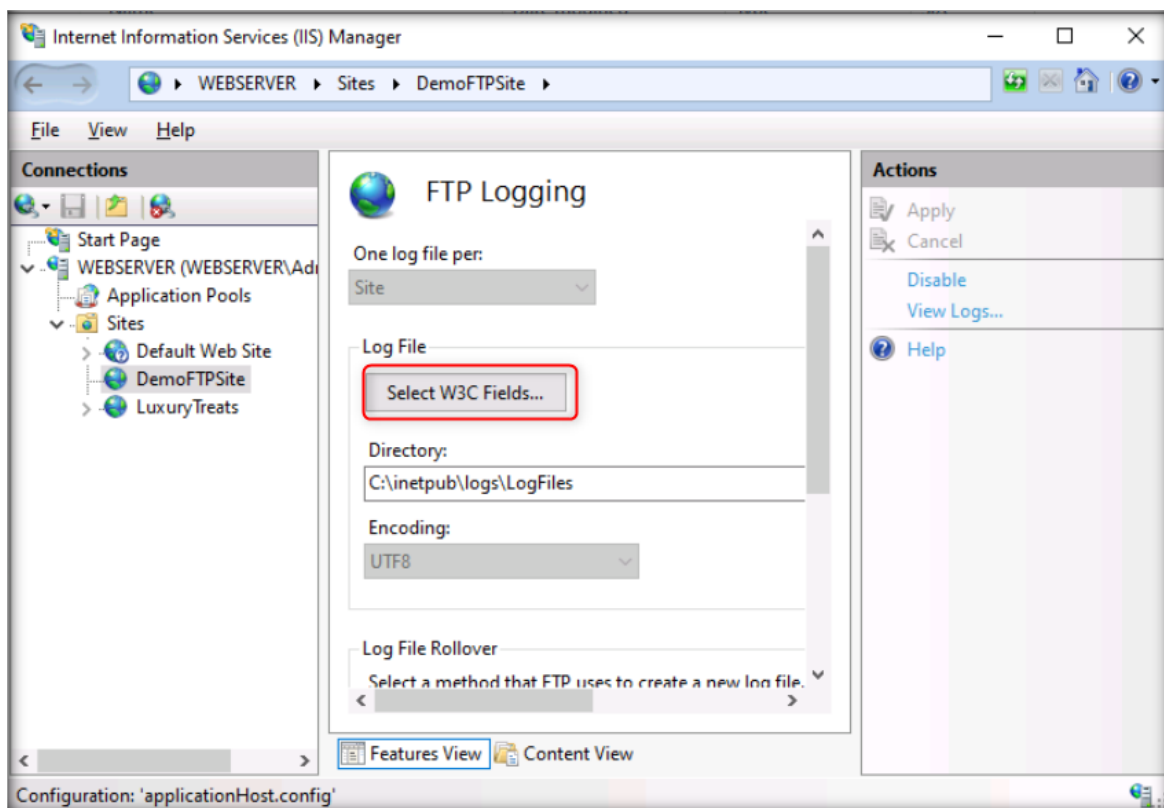 Internet Information Services (IIS) Manager
WEBSERVER
Sites
DemoFTPSite
File View Help
Connections
Start Page
WEBSERVER (WEBSERVER\Adı
Application Pools
Sites
Default Web Site
DemoFTPSite
LuxuryTreats
FTP Logging
One log file per:
Site
Log File
Select W3C Fields...
Directory:
C:\inetpub\logs\LogFiles
Encoding:
UTF8
Log File Rollover
Select a method that FTP uses to create a new log file.
Features View
Content View
Actions
Apply
Cancel
Disable
View Logs...
Help
Configuration: 'applicationHost.config'